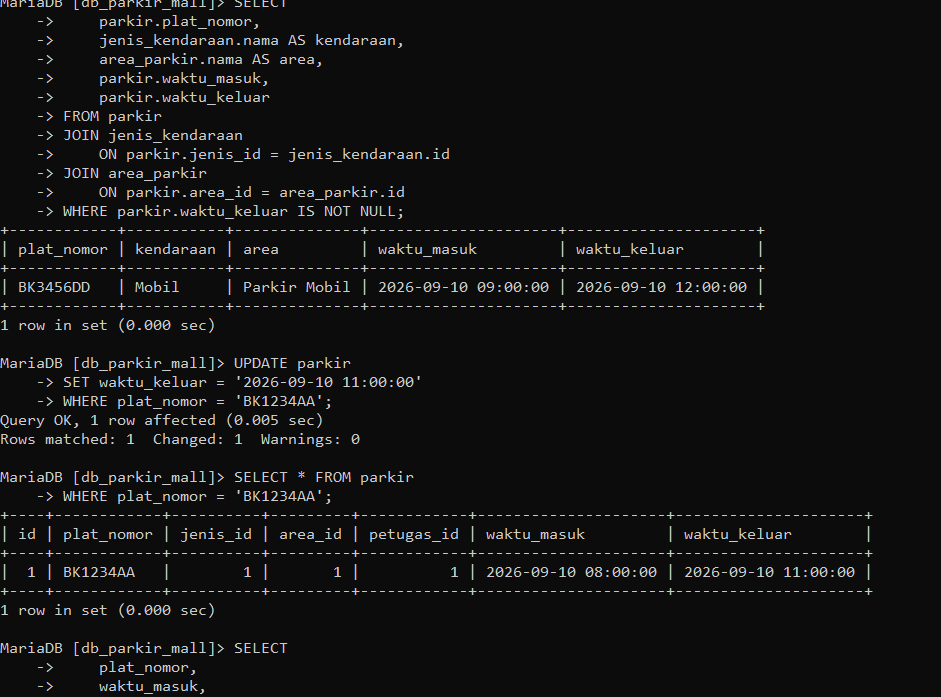 MariaDB [db_parkir_mall]> SELECT
    ->     parkir.plat_nomor,
    ->     jenis_kendaraan.nama AS kendaraan,
    ->     area_parkir.nama AS area,
    ->     parkir.waktu_masuk,
    ->     parkir.waktu_keluar
    -> FROM parkir
    -> JOIN jenis_kendaraan
    ->     ON parkir.jenis_id = jenis_kendaraan.id
    -> JOIN area_parkir
    ->     ON parkir.area_id = area_parkir.id
    -> WHERE parkir.waktu_keluar IS NOT NULL;
+------------+-----------+--------------+---------------------+---------------------+
| plat_nomor | kendaraan | area         | waktu_masuk         | waktu_keluar        |
+------------+-----------+--------------+---------------------+---------------------+
| BK3456DD   | Mobil     | Parkir Mobil | 2026-09-10 09:00:00 | 2026-09-10 12:00:00 |
+------------+-----------+--------------+---------------------+---------------------+
1 row in set (0.000 sec)

MariaDB [db_parkir_mall]> UPDATE parkir
    -> SET waktu_keluar = '2026-09-10 11:00:00'
    -> WHERE plat_nomor = 'BK1234AA';
Query OK, 1 row affected (0.005 sec)
Rows matched: 1  Changed: 1  Warnings: 0

MariaDB [db_parkir_mall]> SELECT * FROM parkir
    -> WHERE plat_nomor = 'BK1234AA';
+----+------------+----------+---------+------------+---------------------+---------------------+
| id | plat_nomor | jenis_id | area_id | petugas_id | waktu_masuk         | waktu_keluar        |
+----+------------+----------+---------+------------+---------------------+---------------------+
|  1 | BK1234AA   |        1 |       1 |          1 | 2026-09-10 08:00:00 | 2026-09-10 11:00:00 |
+----+------------+----------+---------+------------+---------------------+---------------------+
1 row in set (0.000 sec)

MariaDB [db_parkir_mall]> SELECT
    ->     plat_nomor,
    ->     waktu_masuk,